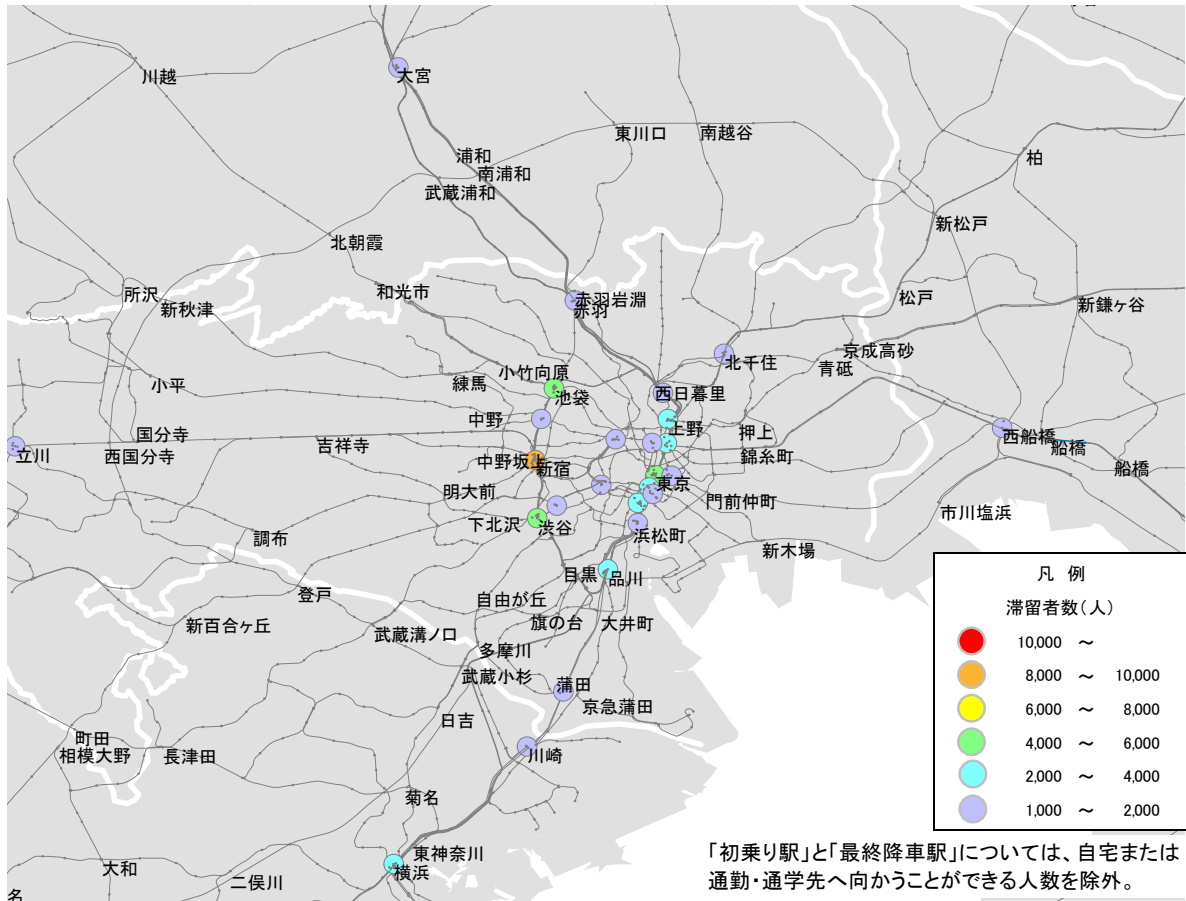 川越
大宮
東川口
南越谷
浦和
南浦和
武蔵浦和
柏
新松戸
北朝霞
和光市
所沢
新秋津
赤羽岩淵
赤羽
松戸
新鎌ヶ谷
北千住
京成高砂
青砥
小平
練馬
小竹向原
池袋
西日暮里
中野
上野
押上
国分寺
西国分寺
立川
吉祥寺
中野坂上
新宿
錦糸町
西船橋
船橋
船橋
明大前
東京
門前仲町
市川塩浜
下北沢
渋谷
浜松町
新木場
調布
目黒
品川
登戸
自由が丘
旗の台
大井町
新百合ヶ丘
武蔵溝ノ口
多摩川
武蔵小杉
蒲田
京急蒲田
日吉
町田
相模大野
長津田
川崎
菊名
東神奈川
横浜
大和
二俣川
名
凡 例
滞留者数(人)
10,000 ～
8,000 ～ 10,000
6,000 ～ 8,000
4,000 ～ 6,000
2,000 ～ 4,000
1,000 ～ 2,000
「初乗り駅」と「最終降車駅」については、自宅または
通勤・通学先へ向かうことができる人数を除外。